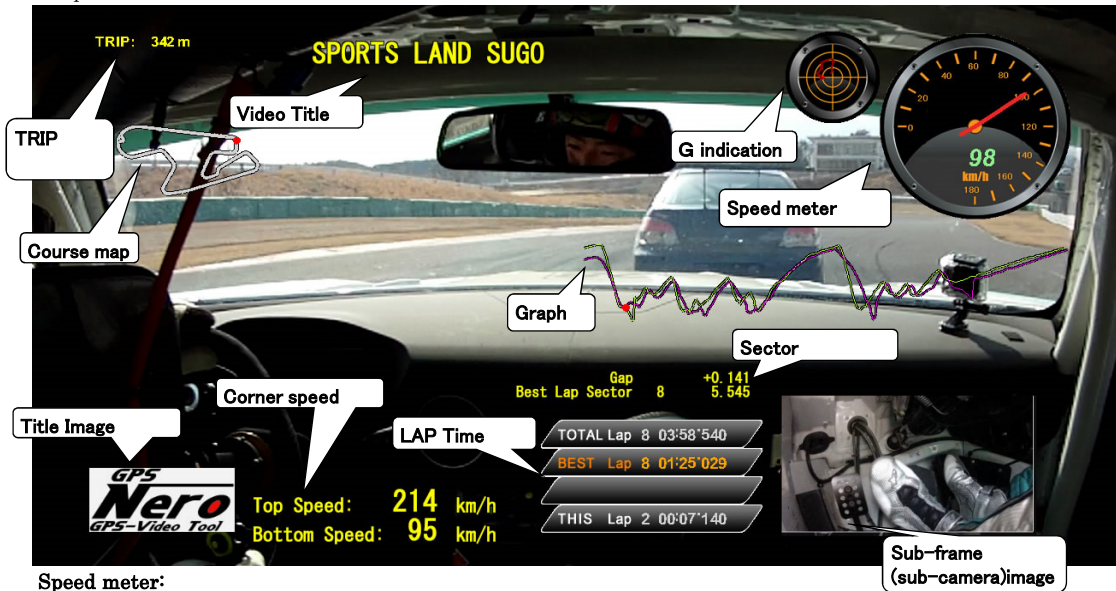 TRIP: 342 m
SPORTS LAND SUGO
TRIP
Video Title
G indication
Course map
Speed meter
0
20
40
60
80
100
120
140
160
180
98
km/h
Graph
Sector
Gap +0.141
Best Lap Sector 8 5.545
Corner speed
Title Image
LAP Time
TOTAL Lap 8 03:58'540
BEST Lap 8 01:25'029
THIS Lap 2 00:07'140
GPS
Nero
GPS-Video Tool
Top Speed: 214 km/h
Bottom Speed: 95 km/h
Sub-frame
(sub-camera)image
Speed meter: